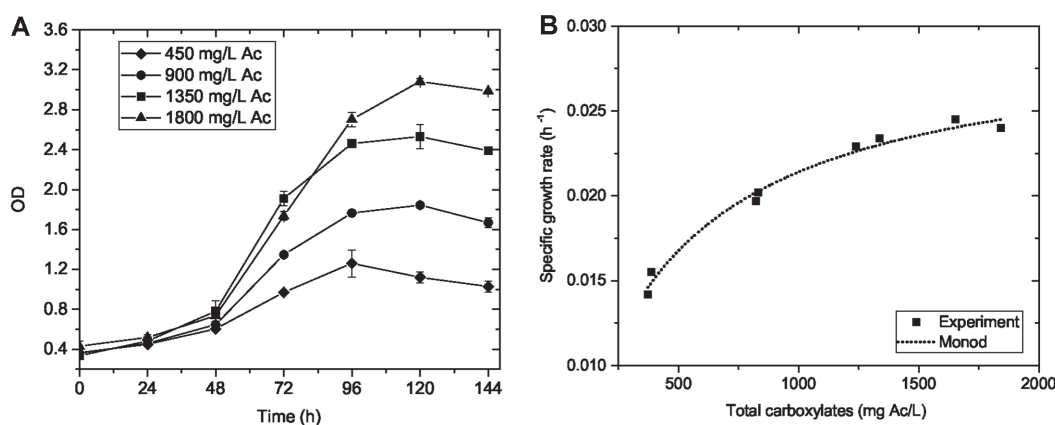 A
3.6
3.2
2.8
2.4
2.0
1.6
1.2
0.8
0.4
OD
450 mg/L Ac
900 mg/L Ac
1350 mg/L Ac
1800 mg/L Ac
0 24 48 72 96 120 144
Time (h)
B
0.030
0.025
0.020
0.015
0.010
Specific growth rate (h⁻¹)
Experiment
Monod
500 1000 1250 1500 1750 2000
Total carboxylates (mg Ac/L)